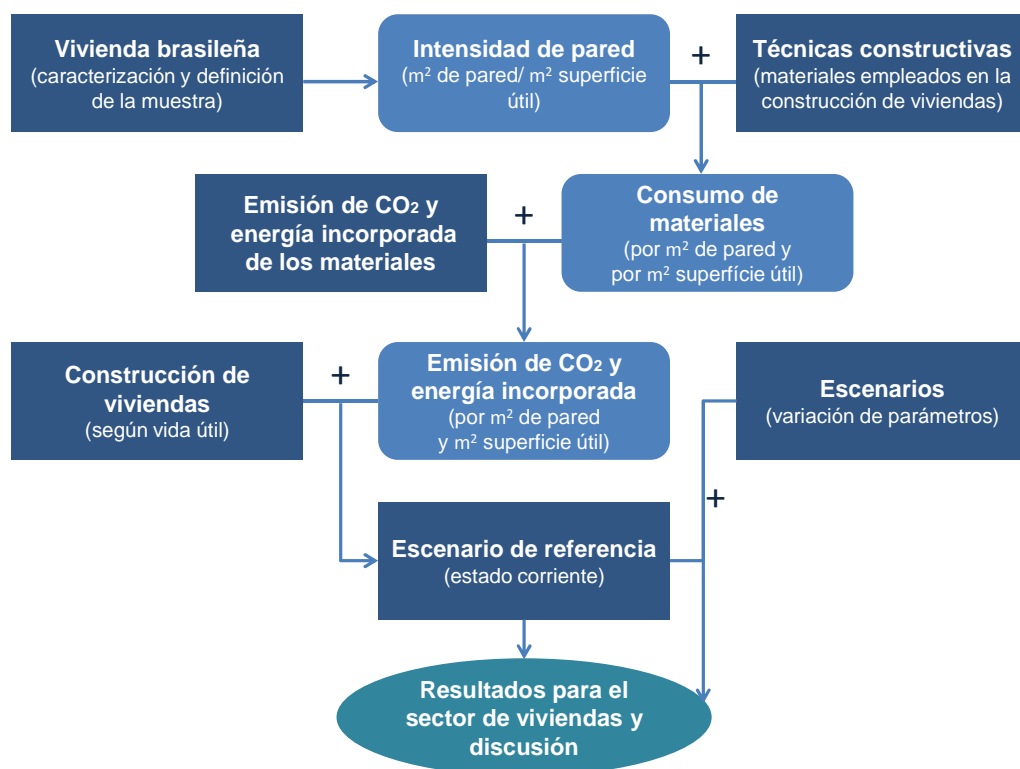 Vivienda brasileña
(caracterización y definición
de la muestra)
Intensidad de pared
(m² de pared/ m² superficie
útil)
+
Técnicas constructivas
(materiales empleados en la
construcción de viviendas)
Emisión de CO₂ y
energía incorporada
de los materiales
+
Consumo de
materiales
(por m² de pared y
por m² superfície útil)
Construcción de
viviendas
(según vida útil)
+
Emisión de CO₂ y
energía incorporada
(por m² de pared
y m² superficie útil)
Escenarios
(variación de parámetros)
+
Escenario de referencia
(estado corriente)
Resultados para el
sector de viviendas y
discusión